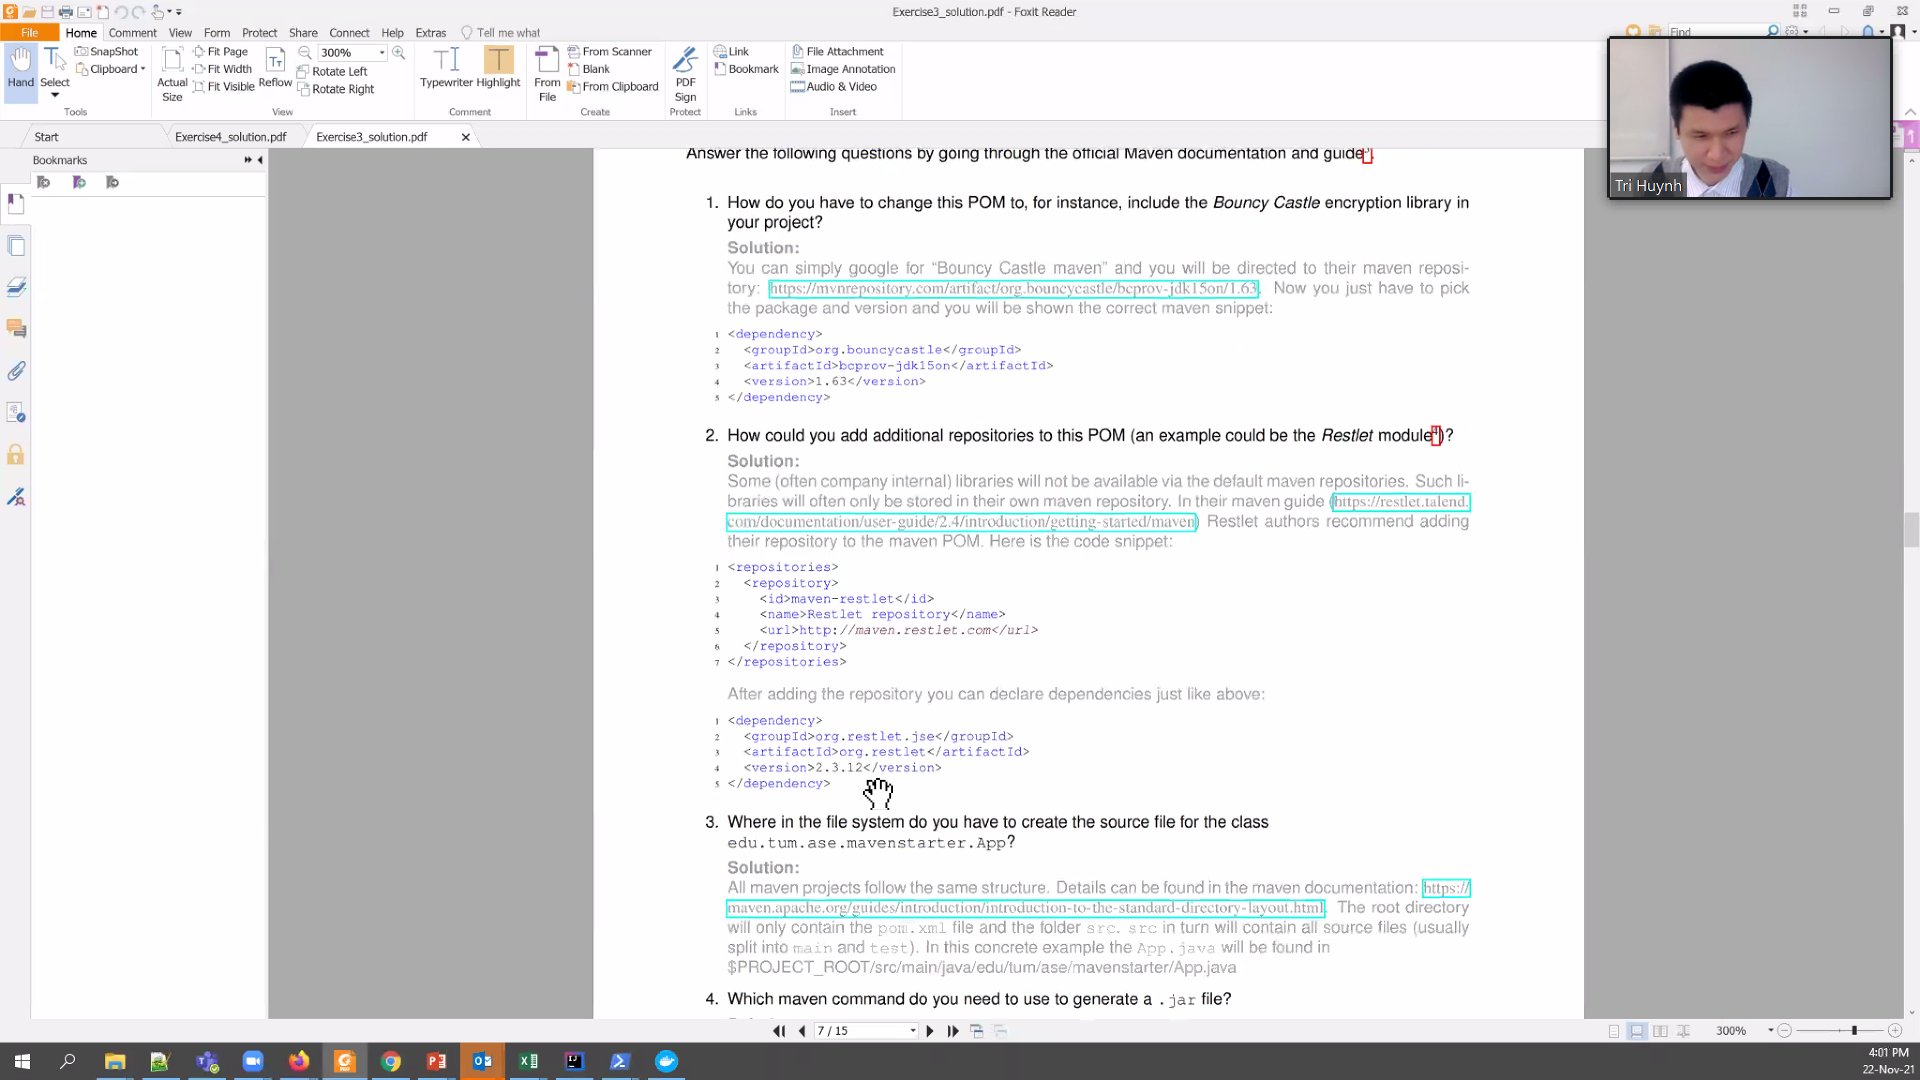 Exercise3_solution.pdf - Foxit Reader
File Home Comment View Form Protect Share Connect Help Extras Tell me what Find
Hand
Select
SnapShot
Clipboard
Tools
Actual
Size
Fit Page
Fit Width
Fit Visible
Reflow
300%
Rotate Left
Rotate Right
View
Typewriter
Highlight
Comment
From
File
From Scanner
Blank
From Clipboard
Create
PDF
Sign
Protect
Link
Bookmark
Links
File Attachment
Image Annotation
Audio & Video
Insert
Tri Huynh
Start Exercise4_solution.pdf Exercise3_solution.pdf
Bookmarks
Answer the following questions by going through the official Maven documentation and guide
1. How do you have to change this POM to, for instance, include the Bouncy Castle encryption library in
your project?
Solution:
You can simply google for “Bouncy Castle maven” and you will be directed to their maven reposi-
tory: https://mvnrepository.com/artifact/org.bouncycastle/bcprov-jdk15on/1.63. Now you just have to pick
the package and version and you will be shown the correct maven snippet:
1 <dependency>
2 <groupId>org.bouncycastle</groupId>
3 <artifactId>bcprov-jdk15on</artifactId>
4 <version>1.63</version>
5 </dependency>
2. How could you add additional repositories to this POM (an example could be the Restlet module4)?
Solution:
Some (often company internal) libraries will not be available via the default maven repositories. Such li-
braries will often only be stored in their own maven repository. In their maven guide (https://restlet.talend.
com/documentation/user-guide/2.4/introduction/getting-started/maven) Restlet authors recommend adding
their repository to the maven POM. Here is the code snippet:
1 <repositories>
2 <repository>
3 <id>maven-restlet</id>
4 <name>Restlet repository</name>
5 <url>http://maven.restlet.com</url>
6 </repository>
7 </repositories>
After adding the repository you can declare dependencies just like above:
1 <dependency>
2 <groupId>org.restlet.jse</groupId>
3 <artifactId>org.restlet</artifactId>
4 <version>2.3.12</version>
5 </dependency>
3. Where in the file system do you have to create the source file for the class
edu.tum.ase.mavenstarter.App?
Solution:
All maven projects follow the same structure. Details can be found in the maven documentation: https://
maven.apache.org/guides/introduction/introduction-to-the-standard-directory-layout.html. The root directory
will only contain the pom.xml file and the folder src. src in turn will contain all source files (usually
split into main and test). In this concrete example the App.java will be found in
$PROJECT_ROOT/src/main/java/edu/tum/ase/mavenstarter/App.java
4. Which maven command do you need to use to generate a .jar file?
7 / 15
300%
4:01 PM
22-Nov-21